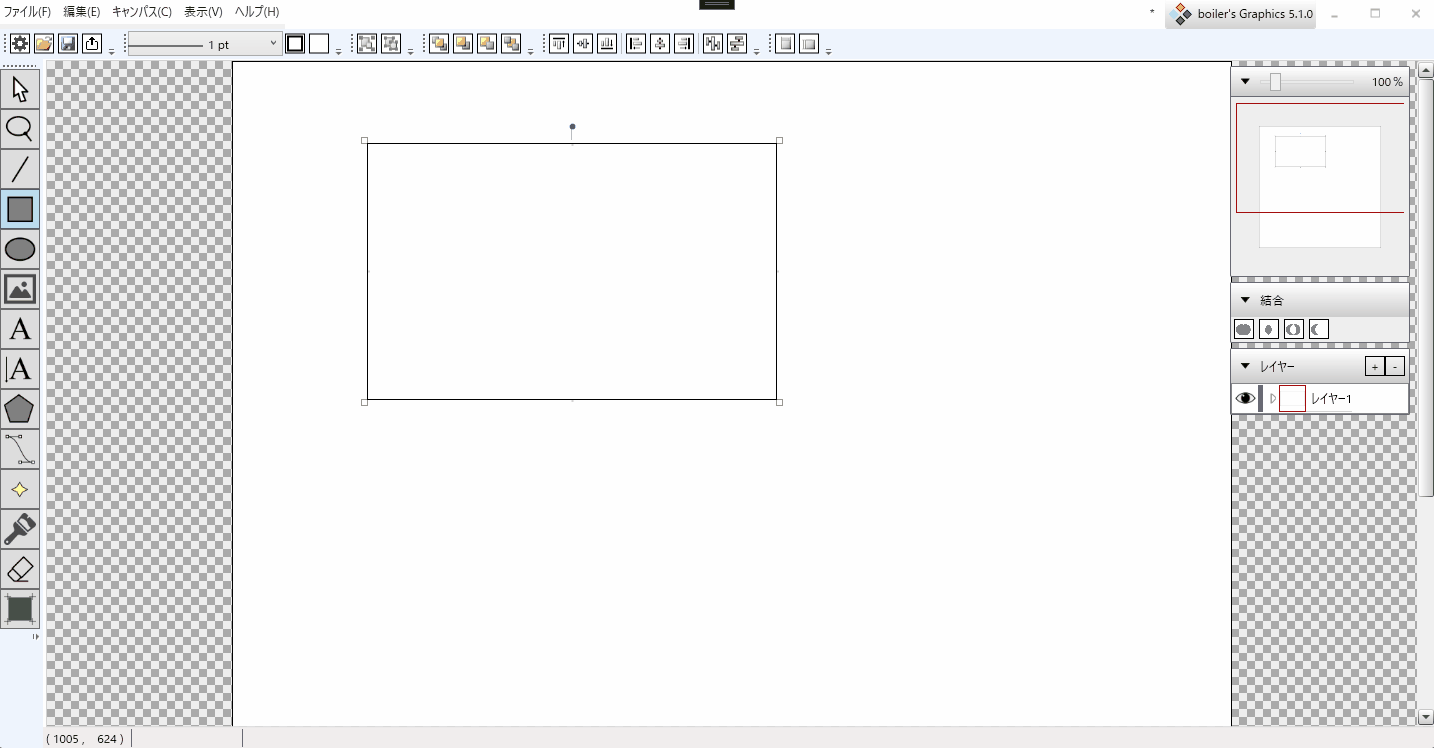 ファイル(F) 編集(E) キャンパス(C) 表示(V) ヘルプ(H)
* boiler's Graphics 5.1.0
1 pt
100 %
結合
レイヤー + -
レイヤー1
A
A
( 1005 , 624 )